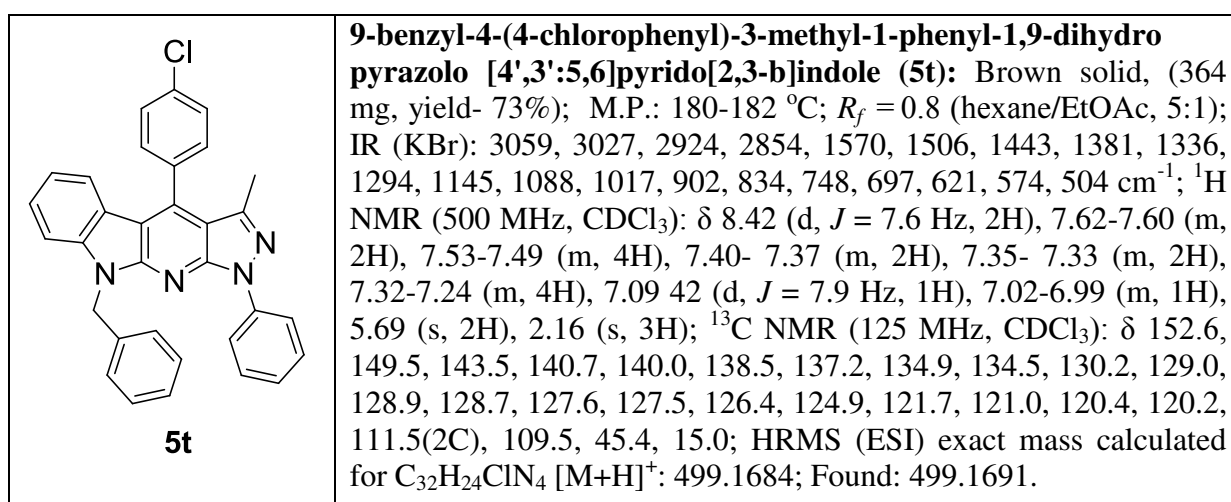 Cl
N
N
N
N
5t
9-benzyl-4-(4-chlorophenyl)-3-methyl-1-phenyl-1,9-dihydro
pyrazolo [4',3':5,6]pyrido[2,3-b]indole (5t): Brown solid, (364
mg, yield- 73%); M.P.: 180-182 °C; Rf = 0.8 (hexane/EtOAc, 5:1);
IR (KBr): 3059, 3027, 2924, 2854, 1570, 1506, 1443, 1381, 1336,
1294, 1145, 1088, 1017, 902, 834, 748, 697, 621, 574, 504 cm-1; 1H
NMR (500 MHz, CDCl3): δ 8.42 (d, J = 7.6 Hz, 2H), 7.62-7.60 (m,
2H), 7.53-7.49 (m, 4H), 7.40- 7.37 (m, 2H), 7.35- 7.33 (m, 2H),
7.32-7.24 (m, 4H), 7.09 42 (d, J = 7.9 Hz, 1H), 7.02-6.99 (m, 1H),
5.69 (s, 2H), 2.16 (s, 3H); 13C NMR (125 MHz, CDCl3): δ 152.6,
149.5, 143.5, 140.7, 140.0, 138.5, 137.2, 134.9, 134.5, 130.2, 129.0,
128.9, 128.7, 127.6, 127.5, 126.4, 124.9, 121.7, 121.0, 120.4, 120.2,
111.5(2C), 109.5, 45.4, 15.0; HRMS (ESI) exact mass calculated
for C32H24ClN4 [M+H]+: 499.1684; Found: 499.1691.